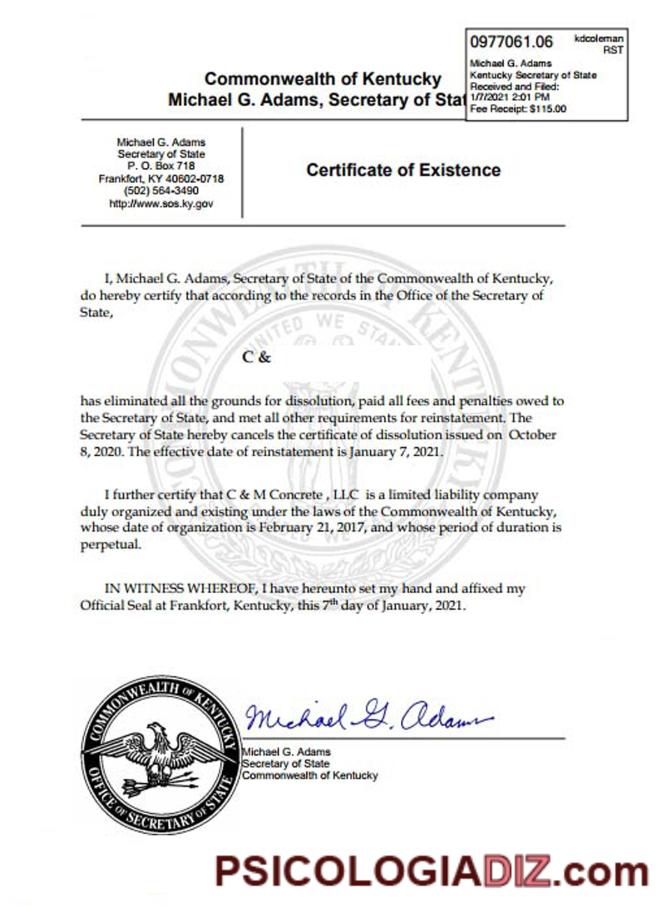 0977061.06
kdcoleman
RST
Michael G. Adams
Kentucky Secretary of State
Received and Filed:
1/7/2021 2:01 PM
Fee Receipt: $115.00
Commonwealth of Kentucky
Michael G. Adams, Secretary of Stat
Michael G. Adams
Secretary of State
P. O. Box 718
Frankfort, KY 40602-0718
(502) 564-3490
http://www.sos.ky.gov
Certificate of Existence
I, Michael G. Adams, Secretary of State of the Commonwealth of Kentucky,
do hereby certify that according to the records in the Office of the Secretary of
State,
C &
has eliminated all the grounds for dissolution, paid all fees and penalties owed to
the Secretary of State, and met all other requirements for reinstatement. The
Secretary of State hereby cancels the certificate of dissolution issued on October
8, 2020. The effective date of reinstatement is January 7, 2021.
I further certify that C & M Concrete , LLC is a limited liability company
duly organized and existing under the laws of the Commonwealth of Kentucky,
whose date of organization is February 21, 2017, and whose period of duration is
perpetual.
IN WITNESS WHEREOF, I have hereunto set my hand and affixed my
Official Seal at Frankfort, Kentucky, this 7th day of January, 2021.
COMMONWEALTH OF KENTUCKY
UNITED WE STA
COMMONWEALTH OF KENTUCKY
OFFICE OF SECRETARY OF STATE
Michael G. Adams
Michael G. Adams
Secretary of State
Commonwealth of Kentucky
PSICOLOGIADIZ.com